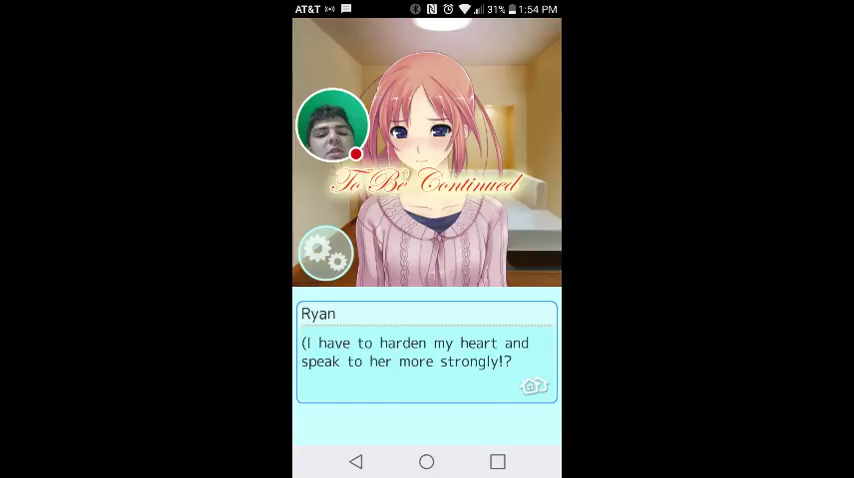 AT&T 31% 1:54 PM
To Be Continued
Ryan
(I have to harden my heart and
speak to her more strongly!?